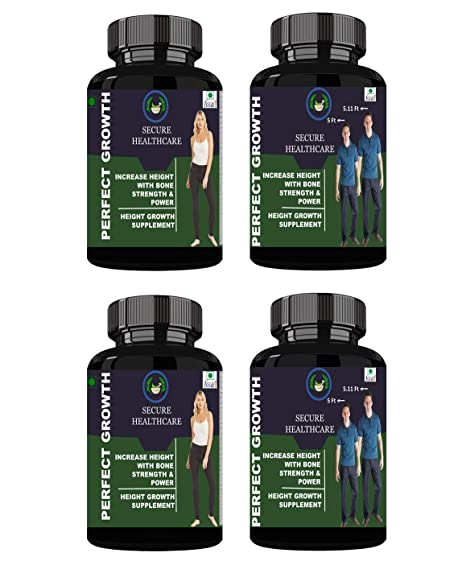 PERFECT GROWTH
SECURE
HEALTHCARE
INCREASE HEIGHT
WITH BONE
STRENGTH &
POWER
HEIGHT GROWTH
SUPPLEMENT
PERFECT GROWTH
5.11 Ft
5 Ft
SECURE
HEALTHCARE
INCREASE HEIGHT
WITH BONE
STRENGTH &
POWER
HEIGHT GROWTH
SUPPLEMENT
PERFECT GROWTH
SECURE
HEALTHCARE
INCREASE HEIGHT
WITH BONE
STRENGTH &
POWER
HEIGHT GROWTH
SUPPLEMENT
PERFECT GROWTH
5.11 Ft
5 Ft
SECURE
HEALTHCARE
INCREASE HEIGHT
WITH BONE
STRENGTH &
POWER
HEIGHT GROWTH
SUPPLEMENT